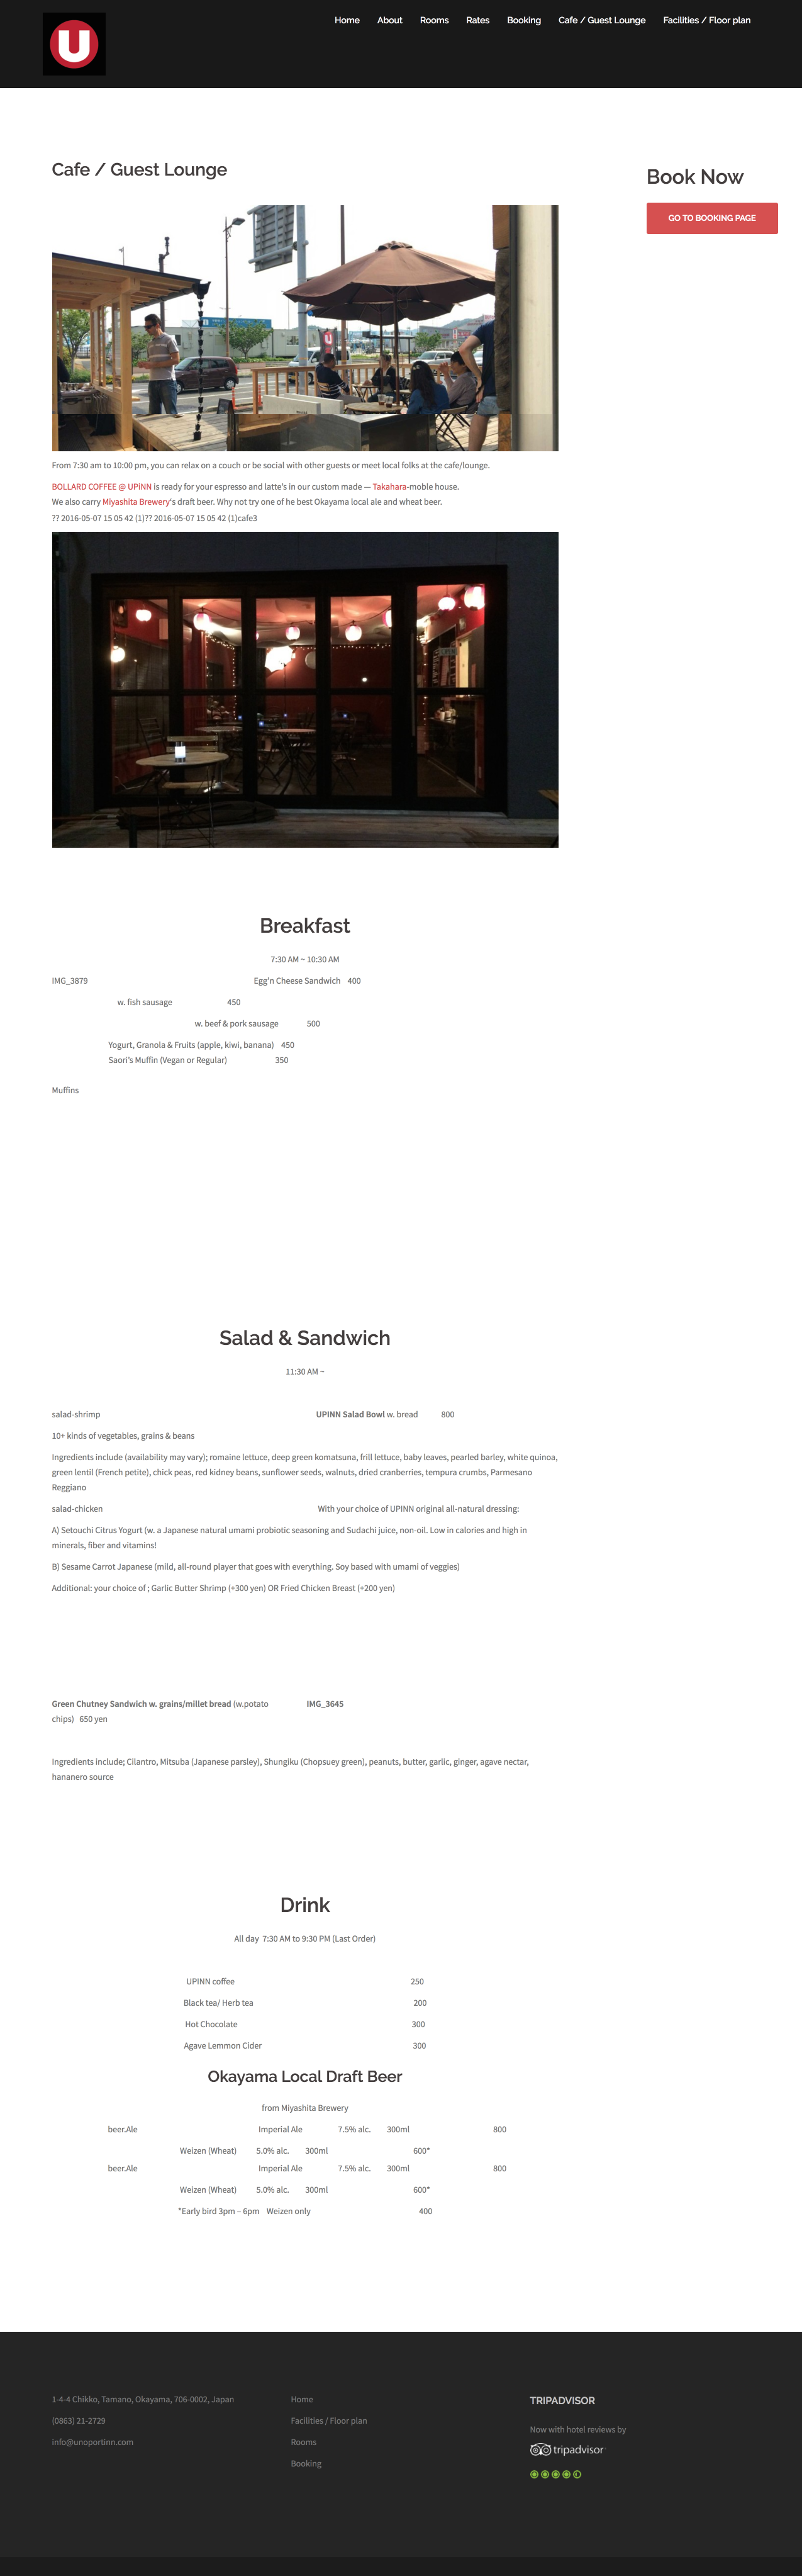 U
Home About Rooms Rates Booking Cafe / Guest Lounge Facilities / Floor plan
Cafe / Guest Lounge
Book Now
GO TO BOOKING PAGE
U
From 7:30 am to 10:00 pm, you can relax on a couch or be social with other guests or meet local folks at the cafe/lounge.
BOLLARD COFFEE @ UPiNN is ready for your espresso and latte's in our custom made — Takahara-moble house.
We also carry Miyashita Brewery's draft beer. Why not try one of he best Okayama local ale and wheat beer.
?? 2016-05-07 15 05 42 (1)?? 2016-05-07 15 05 42 (1)cafe3
Breakfast
7:30 AM ~ 10:30 AM
IMG_3879 Egg'n Cheese Sandwich 400
w. fish sausage 450
w. beef & pork sausage 500
Yogurt, Granola & Fruits (apple, kiwi, banana) 450
Saori's Muffin (Vegan or Regular) 350
Muffins
Salad & Sandwich
11:30 AM ~
salad-shrimp UPINN Salad Bowl w. bread 800
10+ kinds of vegetables, grains & beans
Ingredients include (availability may vary); romaine lettuce, deep green komatsuna, frill lettuce, baby leaves, pearled barley, white quinoa,
green lentil (French petite), chick peas, red kidney beans, sunflower seeds, walnuts, dried cranberries, tempura crumbs, Parmesano
Reggiano
salad-chicken With your choice of UPINN original all-natural dressing:
A) Setouchi Citrus Yogurt (w. a Japanese natural umami probiotic seasoning and Sudachi juice, non-oil. Low in calories and high in
minerals, fiber and vitamins!
B) Sesame Carrot Japanese (mild, all-round player that goes with everything. Soy based with umami of veggies)
Additional: your choice of ; Garlic Butter Shrimp (+300 yen) OR Fried Chicken Breast (+200 yen)
Green Chutney Sandwich w. grains/millet bread (w.potato IMG_3645
chips) 650 yen
Ingredients include; Cilantro, Mitsuba (Japanese parsley), Shungiku (Chopsuey green), peanuts, butter, garlic, ginger, agave nectar,
hananero source
Drink
All day 7:30 AM to 9:30 PM (Last Order)
UPINN coffee 250
Black tea/ Herb tea 200
Hot Chocolate 300
Agave Lemmon Cider 300
Okayama Local Draft Beer
from Miyashita Brewery
beer.Ale Imperial Ale 7.5% alc. 300ml 800
Weizen (Wheat) 5.0% alc. 300ml 600*
beer.Ale Imperial Ale 7.5% alc. 300ml 800
Weizen (Wheat) 5.0% alc. 300ml 600*
*Early bird 3pm – 6pm Weizen only 400
1-4-4 Chikko, Tamano, Okayama, 706-0002, Japan
(0863) 21-2729
info@unoportinn.com
Home
Facilities / Floor plan
Rooms
Booking
TRIPADVISOR
Now with hotel reviews by
tripadvisor